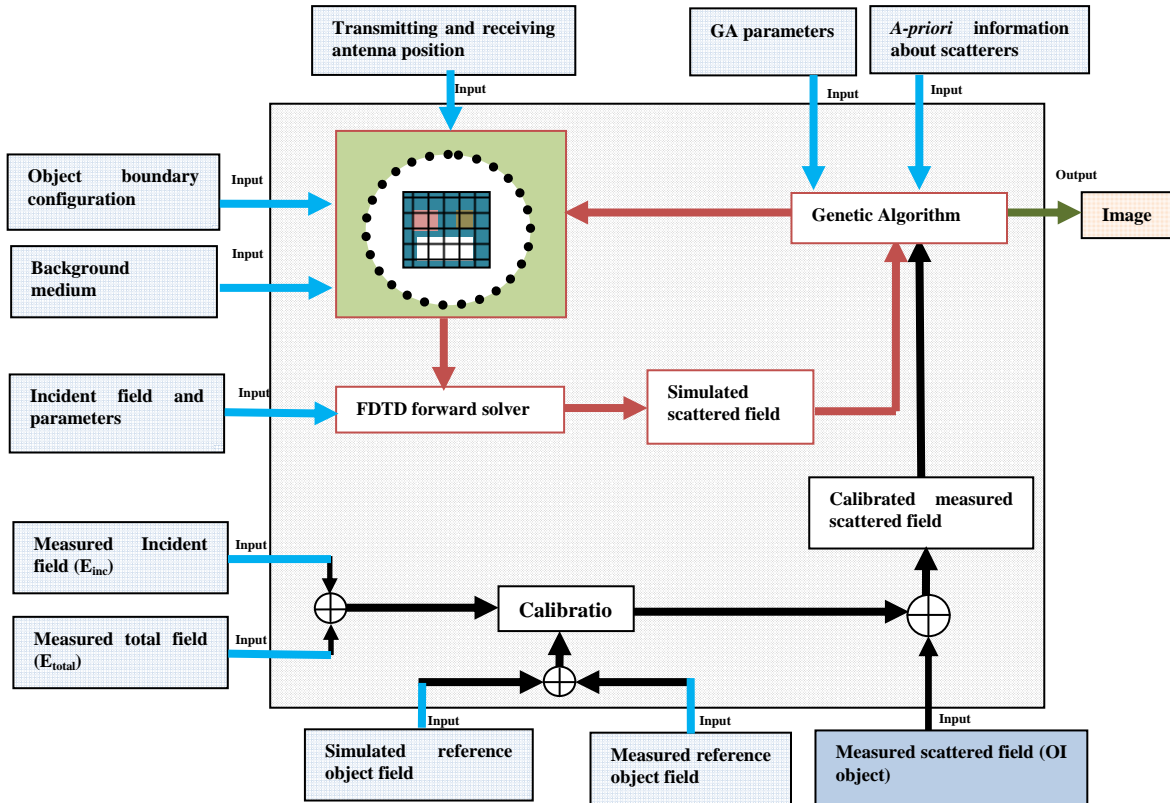 Transmitting and receiving
antenna position
GA parameters
A-priori information
about scatterers
Input
Input
Input
Object boundary
configuration
Input
Background
medium
Input
Genetic Algorithm
Output
Image
Incident field and
parameters
Input
FDTD forward solver
Simulated
scattered field
Calibrated measured
scattered field
Measured Incident
field (Einc)
Input
Calibratio
Measured total field
(Etotal)
Input
Input
Input
Input
Simulated reference
object field
Measured reference
object field
Measured scattered field (OI
object)